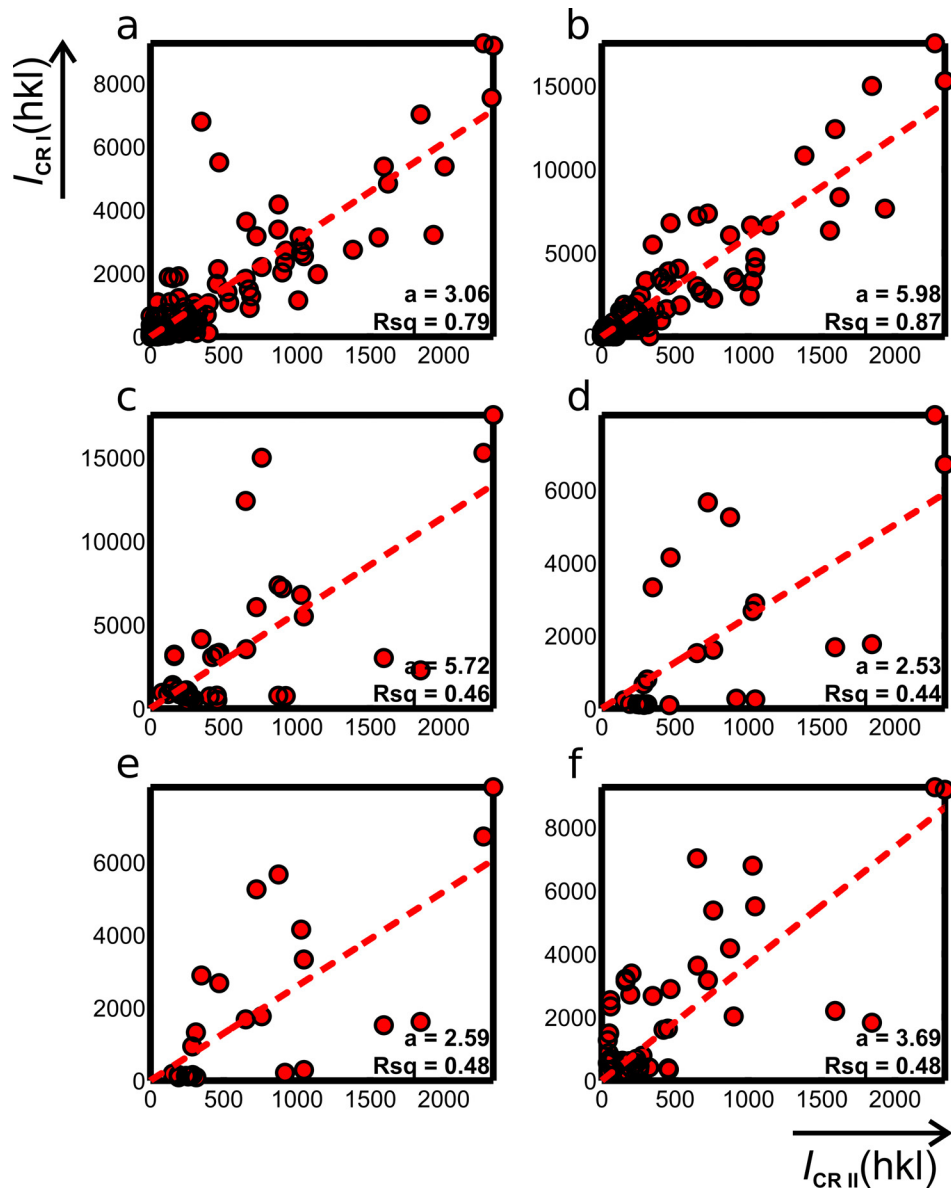 a
b
I CR I (hkl)
8000
6000
4000
2000
0
a = 3.06
Rsq = 0.79
0 500 1000 1500 2000
15000
10000
5000
0
a = 5.98
Rsq = 0.87
0 500 1000 1500 2000
c
d
15000
10000
5000
0
a = 5.72
Rsq = 0.46
0 500 1000 1500 2000
6000
4000
2000
0
a = 2.53
Rsq = 0.44
0 500 1000 1500 2000
e
f
6000
4000
2000
0
a = 2.59
Rsq = 0.48
0 500 1000 1500 2000
8000
6000
4000
2000
0
a = 3.69
Rsq = 0.48
0 500 1000 1500 2000
I CR II (hkl)